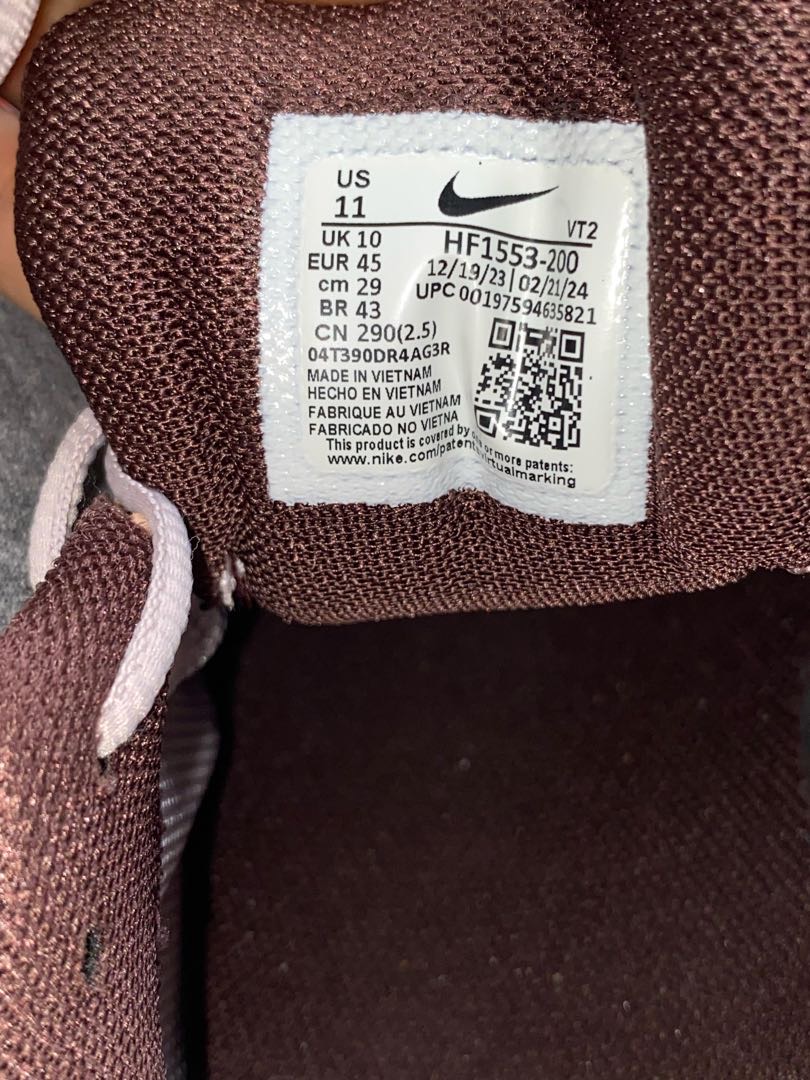 US
11
VT2
UK 10
EUR 45
cm 29
BR 43
CN 290(2.5)
HF1553-200
12/19/23 | 02/21/24
UPC 00197594635821
04T390DR4AG3R
MADE IN VIETNAM
HECHO EN VIETNAM
FABRIQUE AU VIETNAM
FABRICADO NO VIETNA
This product is covered by one or more patents:
www.nike.com/patents
virtualmarking